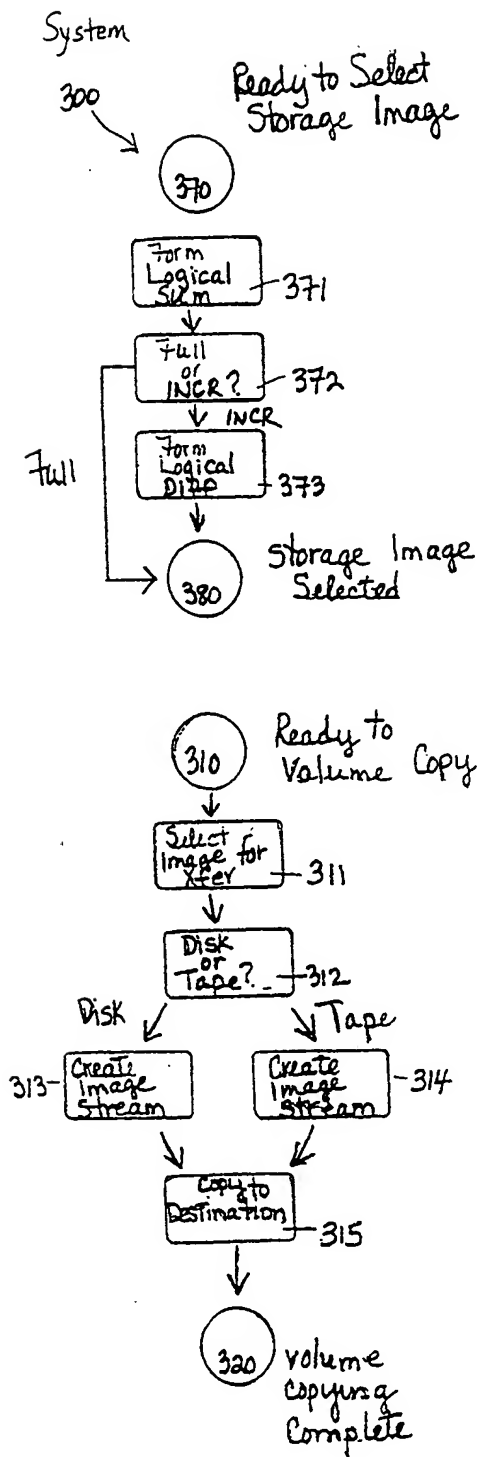 System
300
Ready to Select
Storage Image
370
Form
Logical
Sum
371
Full
or
INCR?
372
INCR
Full
Form
Logical
DIFF
373
380
Storage Image
Selected
310
Ready to
Volume Copy
Select
Image for
Xfer
311
Disk
or
Tape?
312
Disk
Tape
313
Create
Image
Stream
Create
Image
Stream
314
Copy to
Destination
315
320
volume
copying
Complete